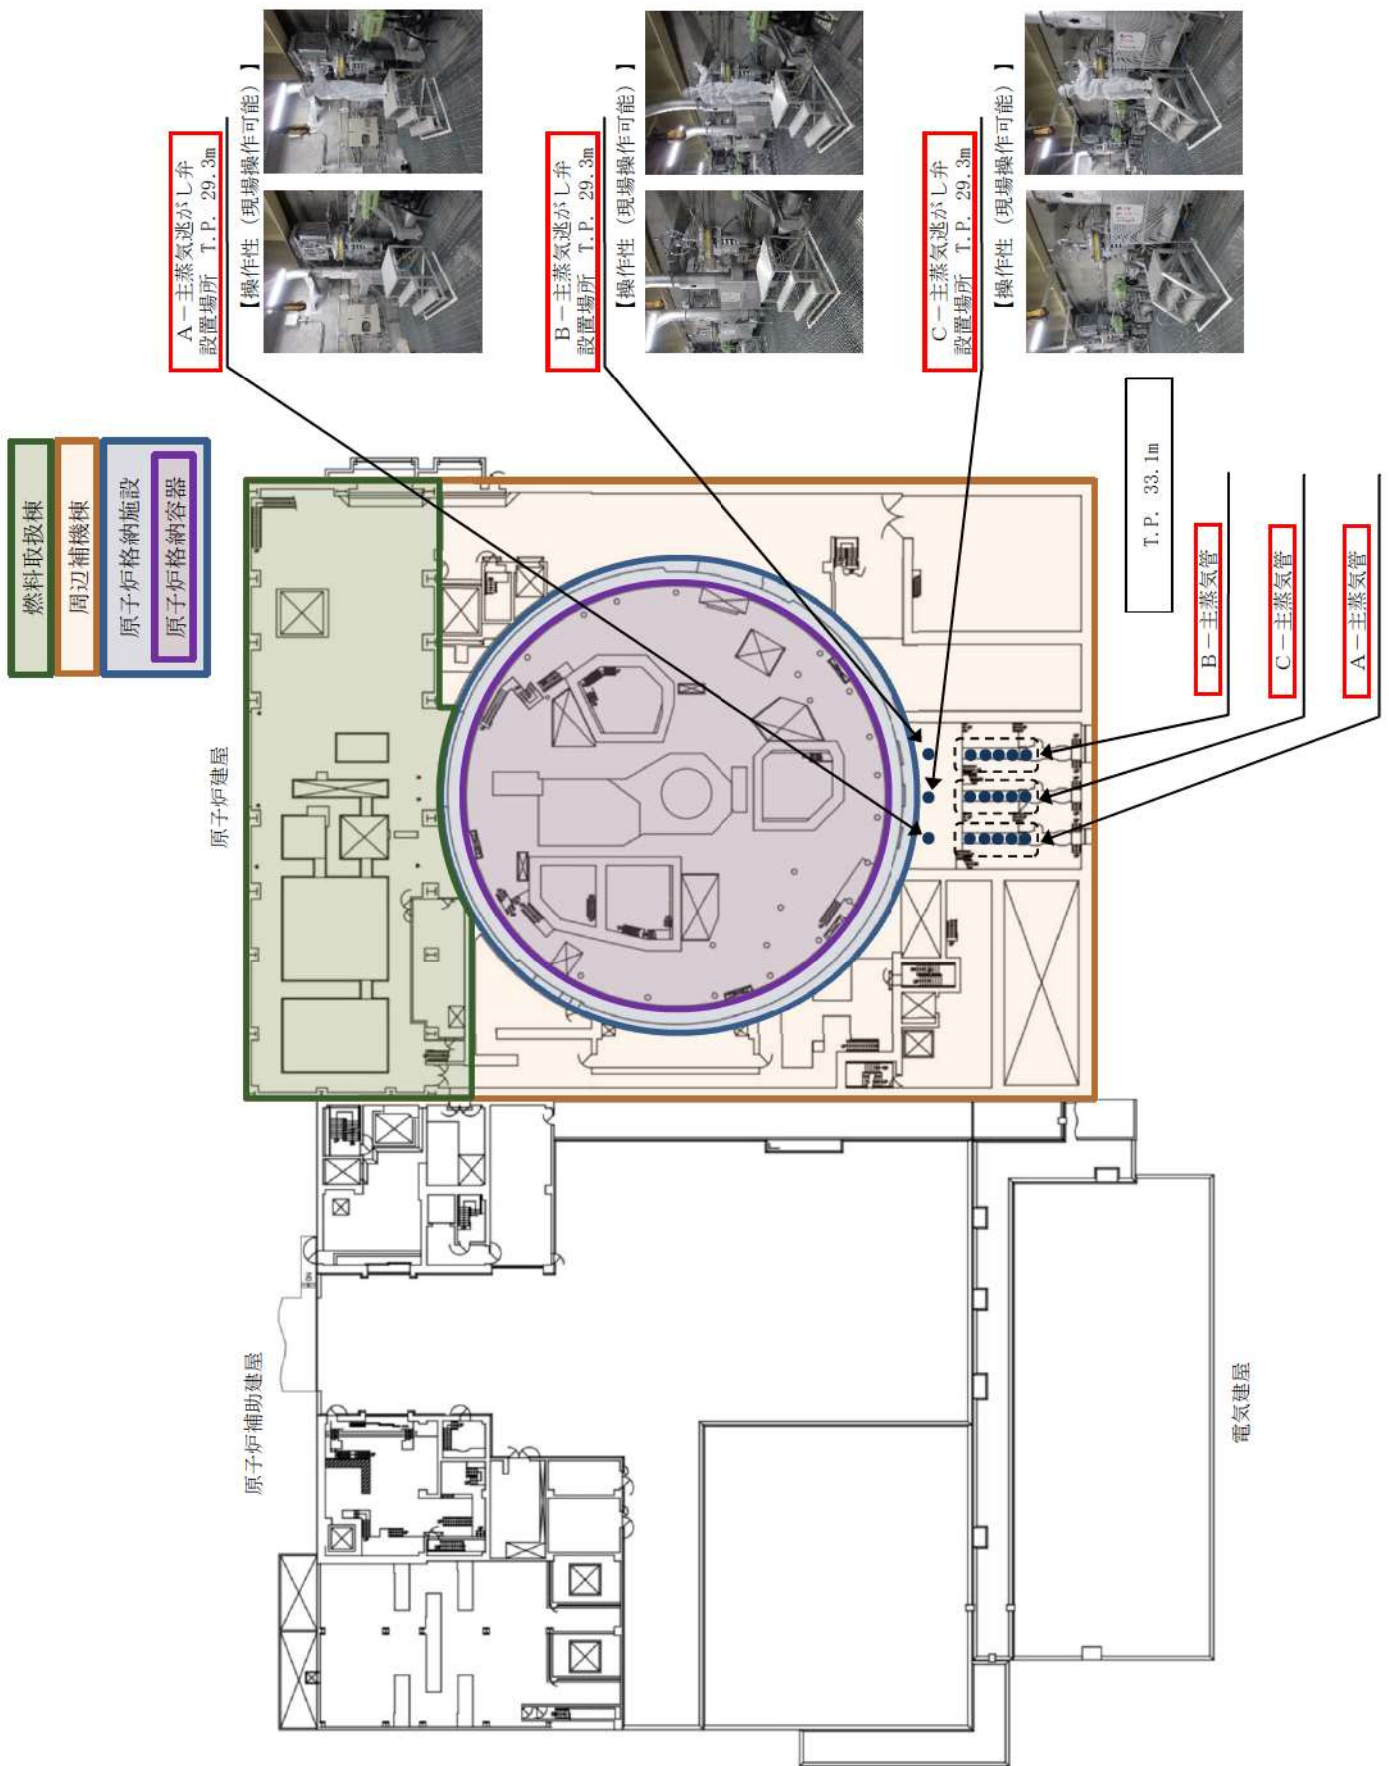 燃料取扱棟
周辺補機棟
原子炉格納施設
原子炉格納容器
原子炉建屋
原子炉補助建屋
電気建屋
A-主蒸気逃がし弁
設置場所 T.P. 29.3m
【操作性（現場操作可能）】
B-主蒸気逃がし弁
設置場所 T.P. 29.3m
【操作性（現場操作可能）】
C-主蒸気逃がし弁
設置場所 T.P. 29.3m
【操作性（現場操作可能）】
T.P. 33.1m
B-主蒸気管
C-主蒸気管
A-主蒸気管